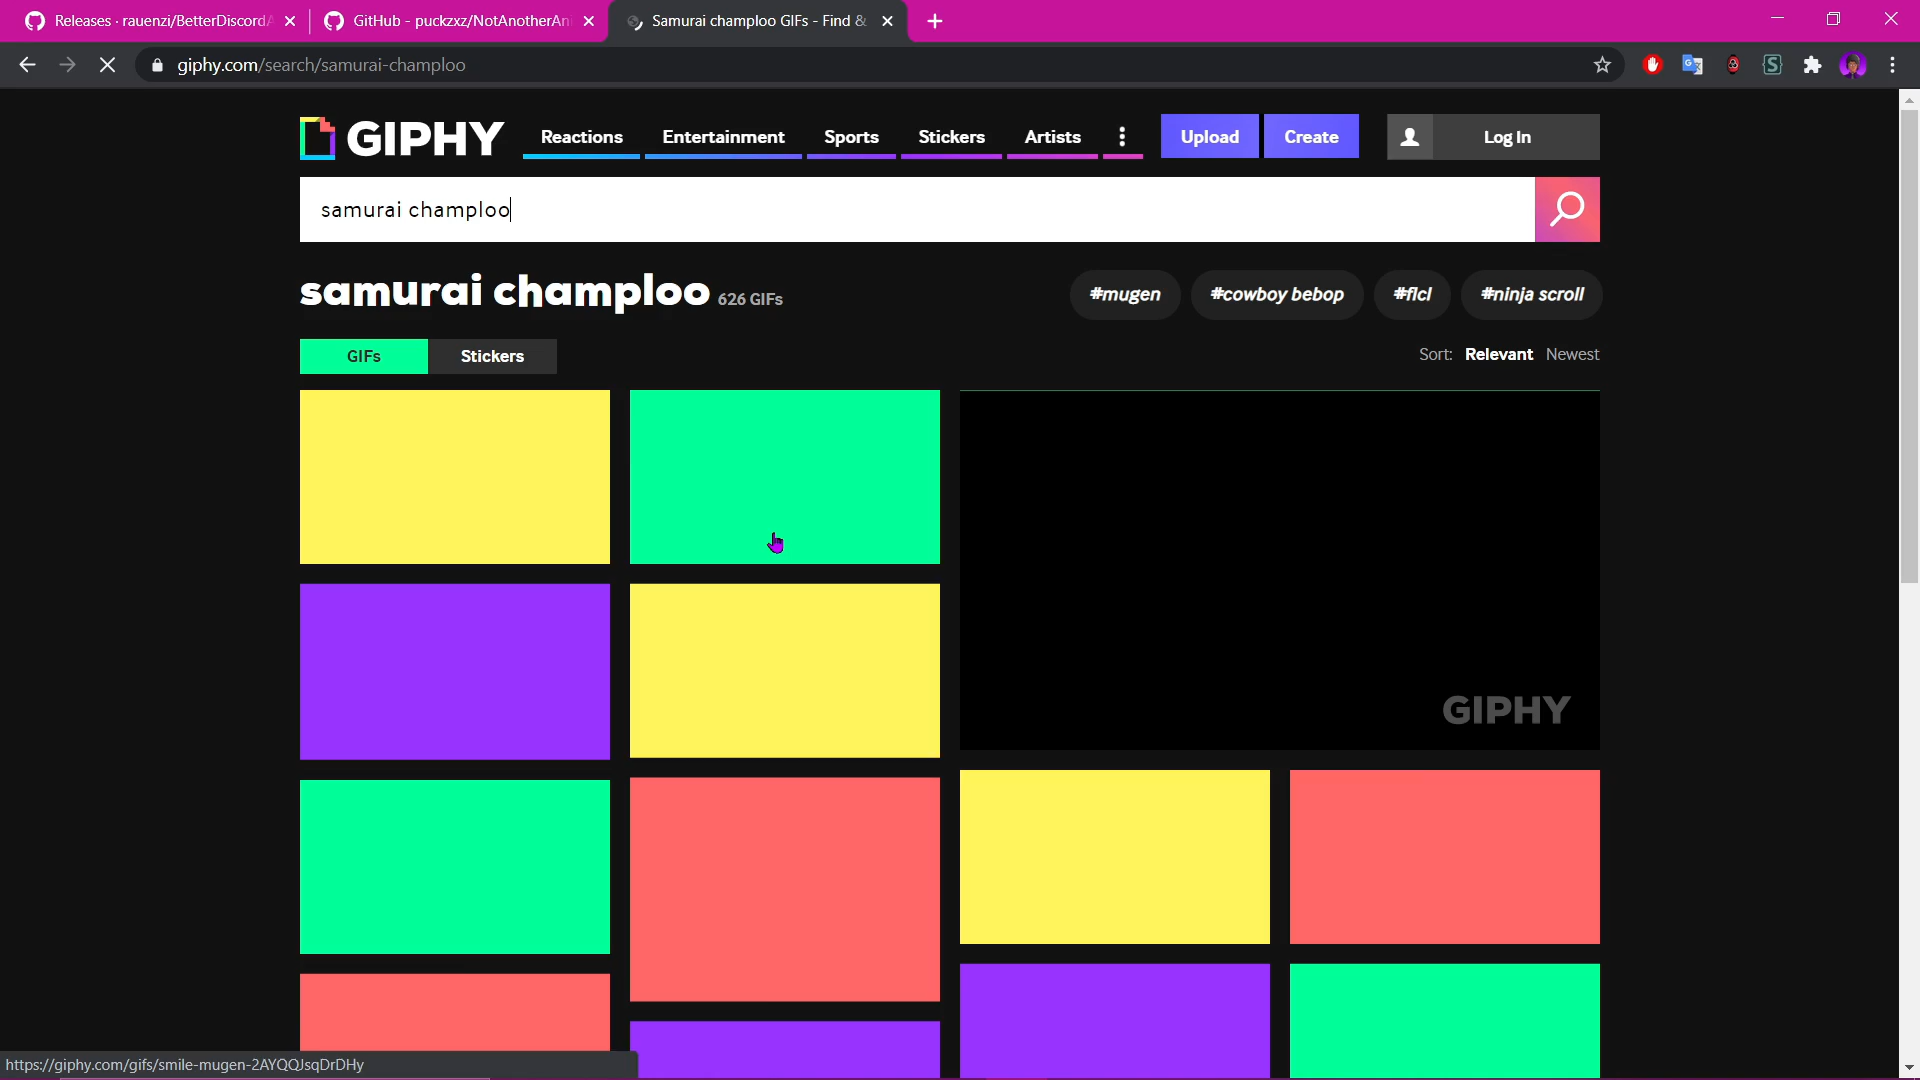 Releases · rauenzi/BetterDiscordA
GitHub - puckzxz/NotAnotherAni
Samurai champloo GIFs - Find &
giphy.com/search/samurai-champloo
GIPHY
Reactions
Entertainment
Sports
Stickers
Artists
Upload
Create
Log In
samurai champloo
samurai champloo 626 GIFs
#mugen
#cowboy bebop
#flcl
#ninja scroll
GIFs
Stickers
Sort: Relevant Newest
GIPHY
https://giphy.com/gifs/smile-mugen-2AYQQJsqDrDHy